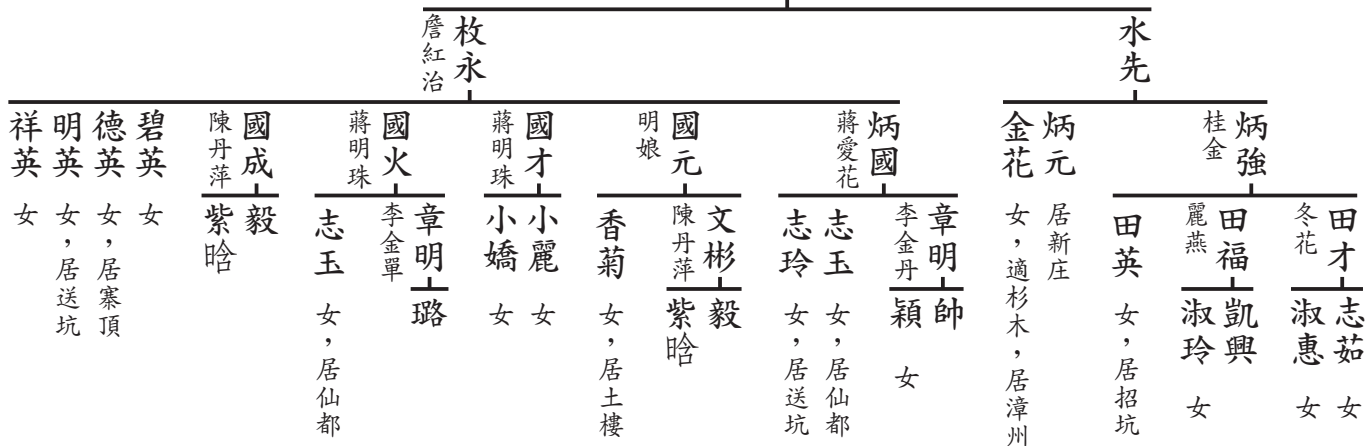 水先
枚永
詹紅治
炳強
桂金
炳元 居新庄
金花 女，適杉木，居漳州
炳國
蔣愛花
國元
明娘
國才
蔣明珠
國火
蔣明珠
國成
陳丹萍
碧英 女
德英 女，居寨頂
明英 女，居送坑
祥英 女
田才
冬花
田福
麗燕
田英 女，居招坑
章明
李金丹
志玉 女，居仙都
志玲 女，居送坑
文彬
陳丹萍
香菊 女，居土樓
小麗 女
小嬌 女
章明
李金單
志玉 女，居仙都
毅
紫晗
志茹 女
淑惠 女
凱興
淑玲 女
帥
穎 女
毅
紫晗
璐